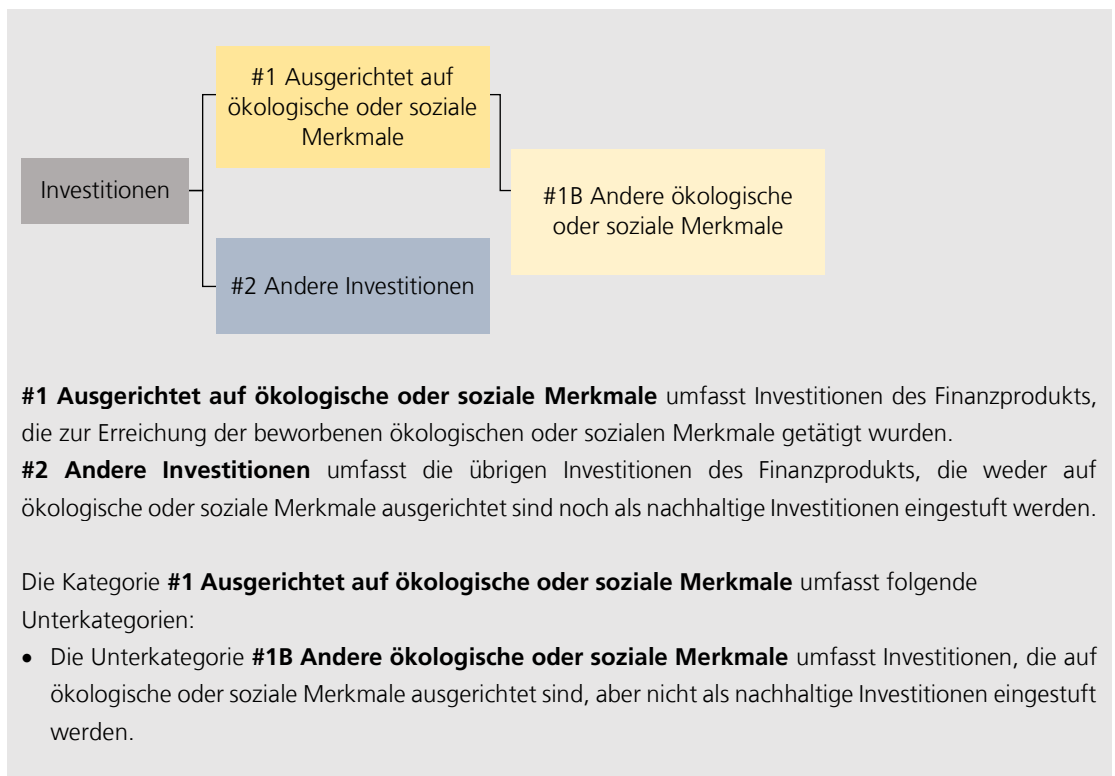 #1 Ausgerichtet auf
ökologische oder soziale
Merkmale
Investitionen
#1B Andere ökologische
oder soziale Merkmale
#2 Andere Investitionen
#1 Ausgerichtet auf ökologische oder soziale Merkmale umfasst Investitionen des Finanzprodukts,
die zur Erreichung der beworbenen ökologischen oder sozialen Merkmale getätigt wurden.
#2 Andere Investitionen umfasst die übrigen Investitionen des Finanzprodukts, die weder auf
ökologische oder soziale Merkmale ausgerichtet sind noch als nachhaltige Investitionen eingestuft werden.
Die Kategorie #1 Ausgerichtet auf ökologische oder soziale Merkmale umfasst folgende
Unterkategorien:
• Die Unterkategorie #1B Andere ökologische oder soziale Merkmale umfasst Investitionen, die auf
ökologische oder soziale Merkmale ausgerichtet sind, aber nicht als nachhaltige Investitionen eingestuft
werden.